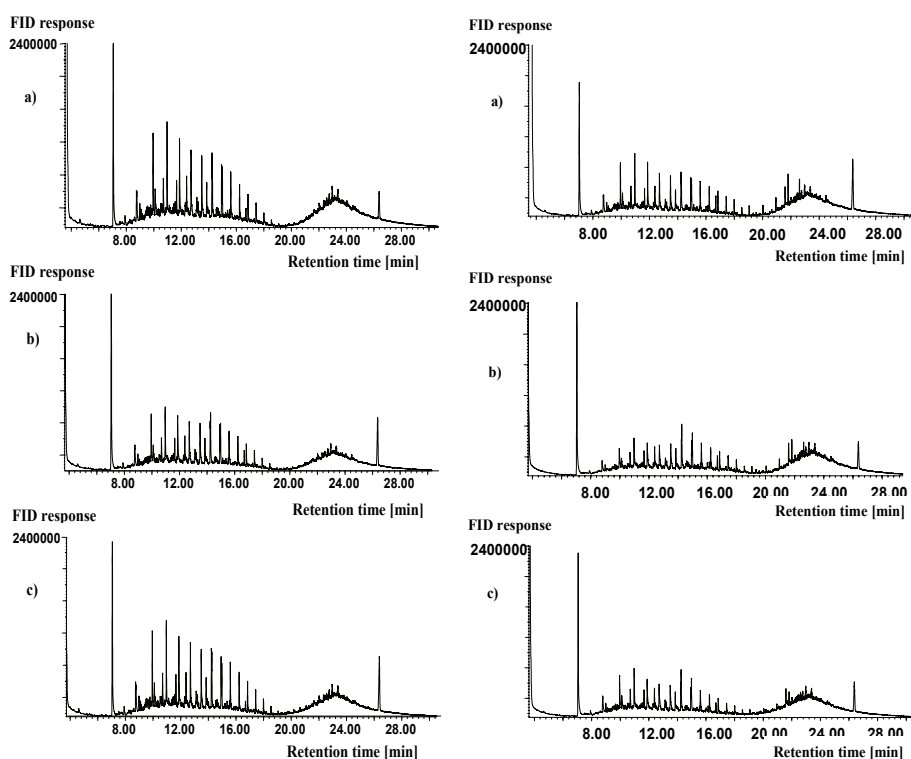 FID response
2400000
a)
8.00 12.00 16.00 20.00 24.00 28.00
Retention time [min]
FID response
2400000
b)
8.00 12.00 16.00 20.00 24.00 28.00
Retention time [min]
FID response
2400000
c)
8.00 12.00 16.00 20.00 24.00 28.00
Retention time [min]
FID response
2400000
a)
8.00 12.00 16.00 20.00 24.00 28.00
Retention time [min]
FID response
2400000
b)
8.00 12.00 16.00 20.00 24.00 28.00
Retention time [min]
FID response
2400000
c)
8.00 12.00 16.00 20.00 24.00 28.00
Retention time [min]